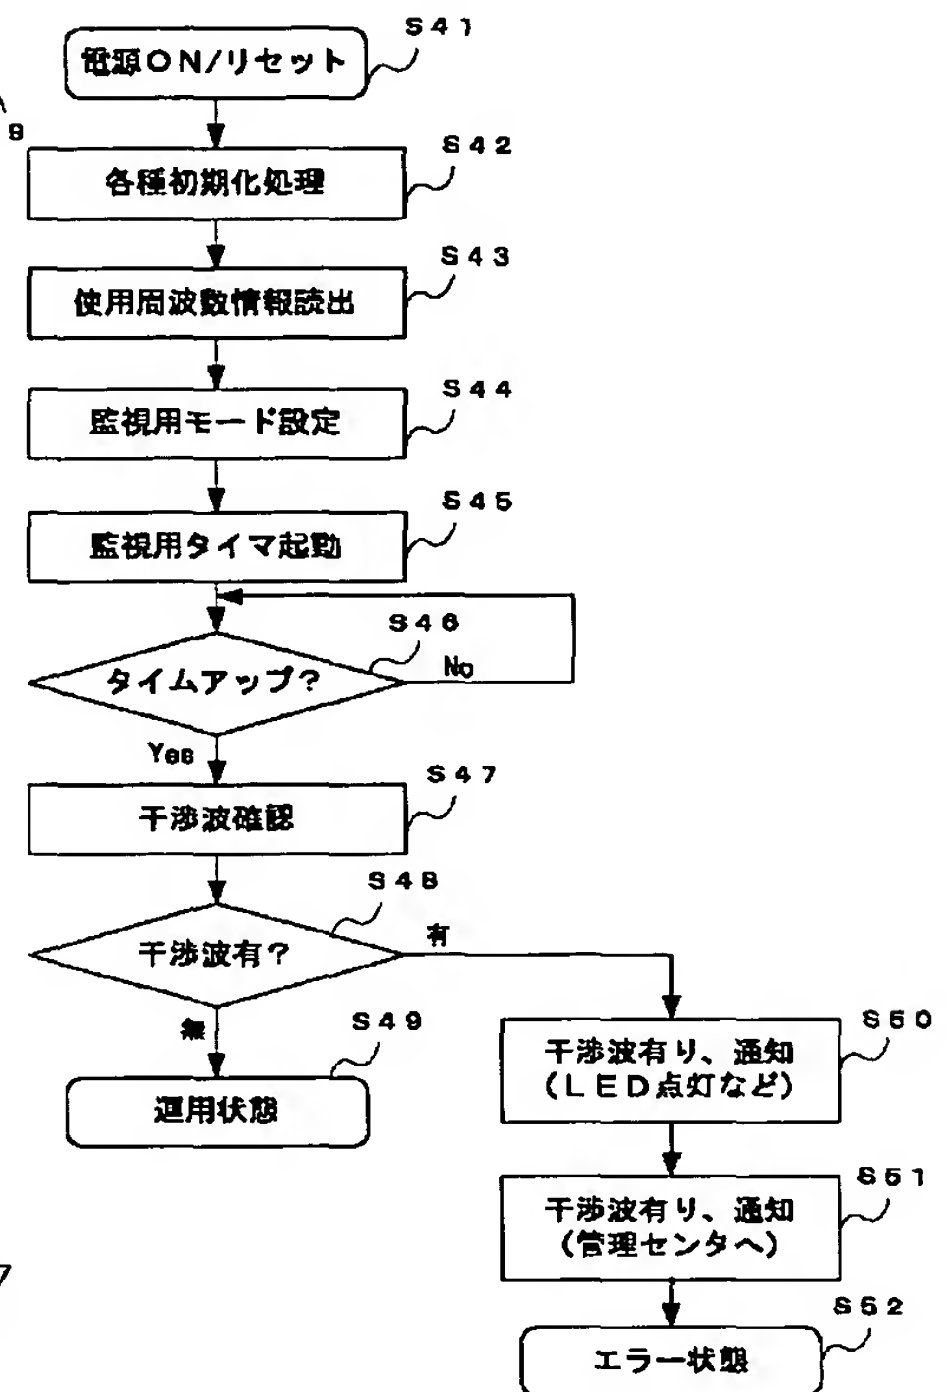 S41
電源ON/リセット
9
S42
各種初期化処理
S43
使用周波数情報読出
S44
監視用モード設定
S45
監視用タイマ起動
S46
タイムアップ？
No
Yes
S47
干渉波確認
S48
干渉波有？
有
無
S49
運用状態
S50
干渉波有り、通知
(LED点灯など)
S51
干渉波有り、通知
(管理センタへ)
7
S52
エラー状態